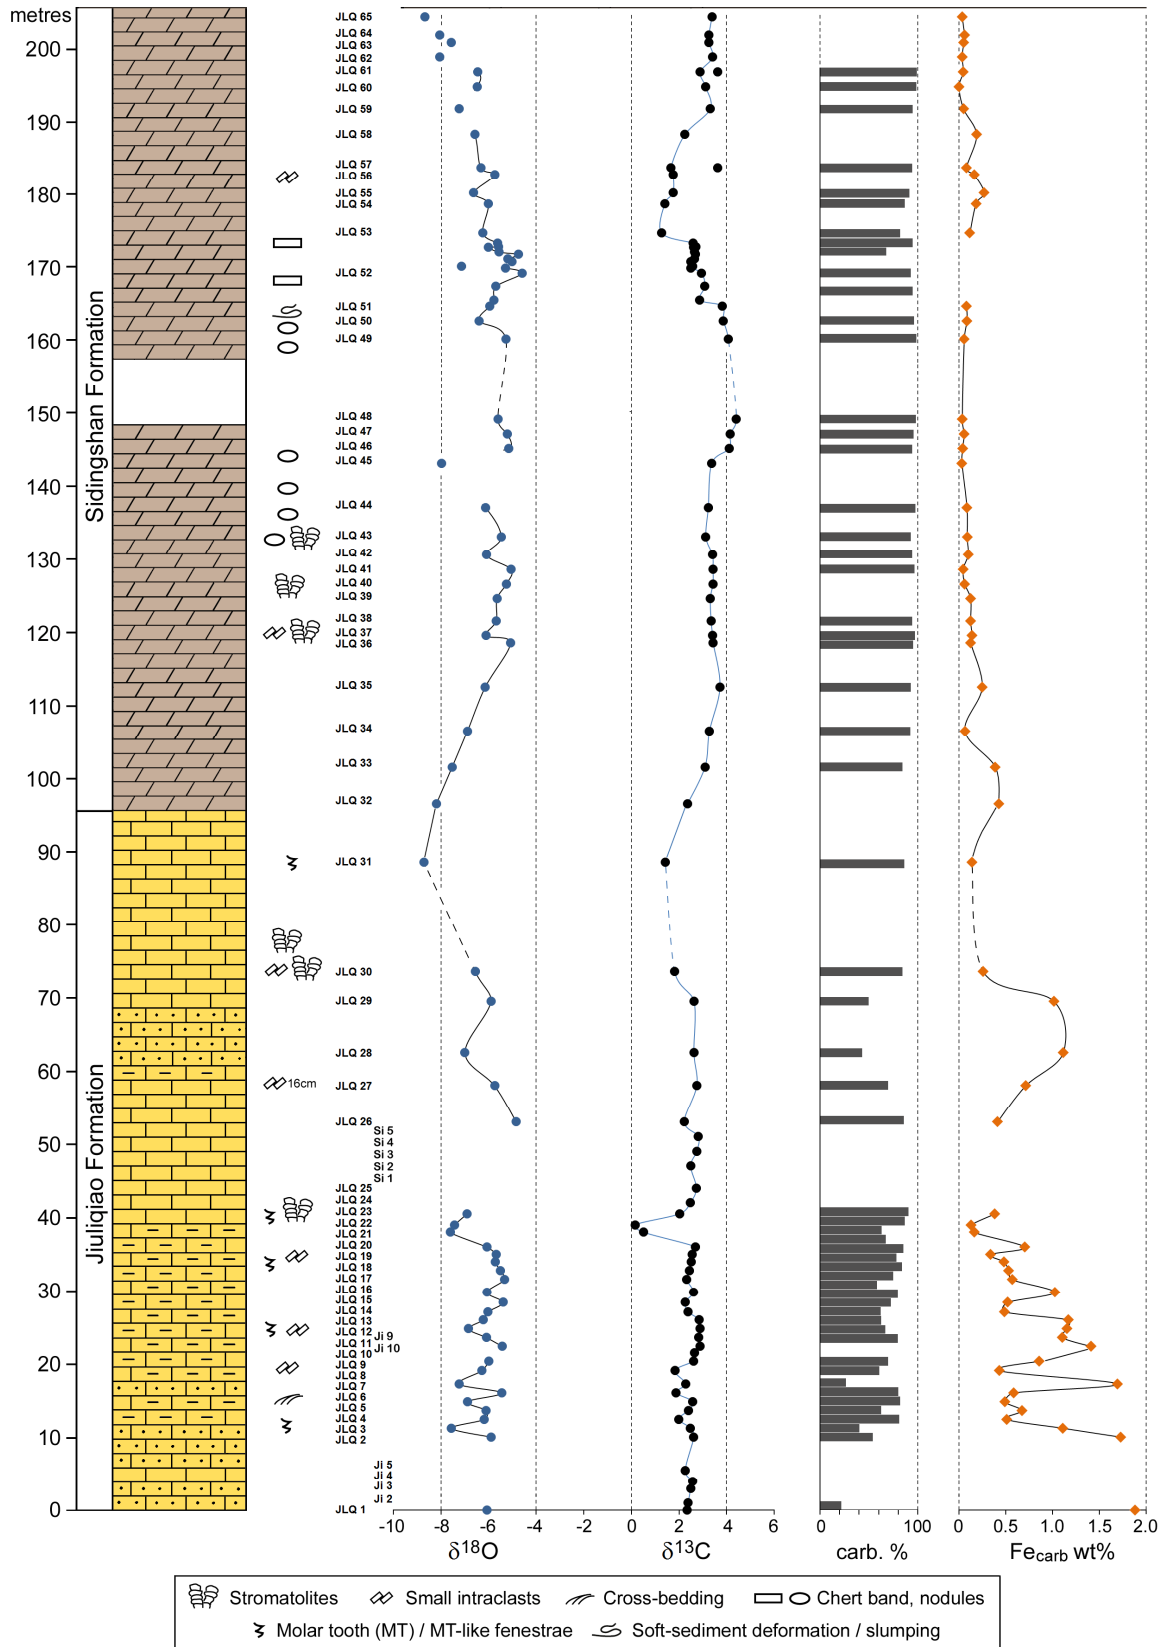 metres
200
190
180
170
160
150
140
130
120
110
100
90
80
70
60
50
40
30
20
10
0
Sidingshan Formation
Jiuliqiao Formation
16cm
JLQ 65
JLQ 64
JLQ 63
JLQ 62
JLQ 61
JLQ 60
JLQ 59
JLQ 58
JLQ 57
JLQ 56
JLQ 55
JLQ 54
JLQ 53
JLQ 52
JLQ 51
JLQ 50
JLQ 49
JLQ 48
JLQ 47
JLQ 46
JLQ 45
JLQ 44
JLQ 43
JLQ 42
JLQ 41
JLQ 40
JLQ 39
JLQ 38
JLQ 37
JLQ 36
JLQ 35
JLQ 34
JLQ 33
JLQ 32
JLQ 31
JLQ 30
JLQ 29
JLQ 28
JLQ 27
JLQ 26
Si 5
Si 4
Si 3
Si 2
Si 1
JLQ 25
JLQ 24
JLQ 23
JLQ 22
JLQ 21
JLQ 20
JLQ 19
JLQ 18
JLQ 17
JLQ 16
JLQ 15
JLQ 14
JLQ 13
JLQ 12
Ji 9
JLQ 11
Ji 10
JLQ 10
JLQ 9
JLQ 8
JLQ 7
JLQ 6
JLQ 5
JLQ 4
JLQ 3
JLQ 2
Ji 5
Ji 4
Ji 3
Ji 2
JLQ 1
-10 -8 -6 -4 -2 0 2 4 6
0 100
0 0.5 1.0 1.5 2.0
δ18O
δ13C
carb. %
Fecarb wt%
Stromatolites
Small intraclasts
Cross-bedding
Chert band, nodules
Molar tooth (MT) / MT-like fenestrae
Soft-sediment deformation / slumping